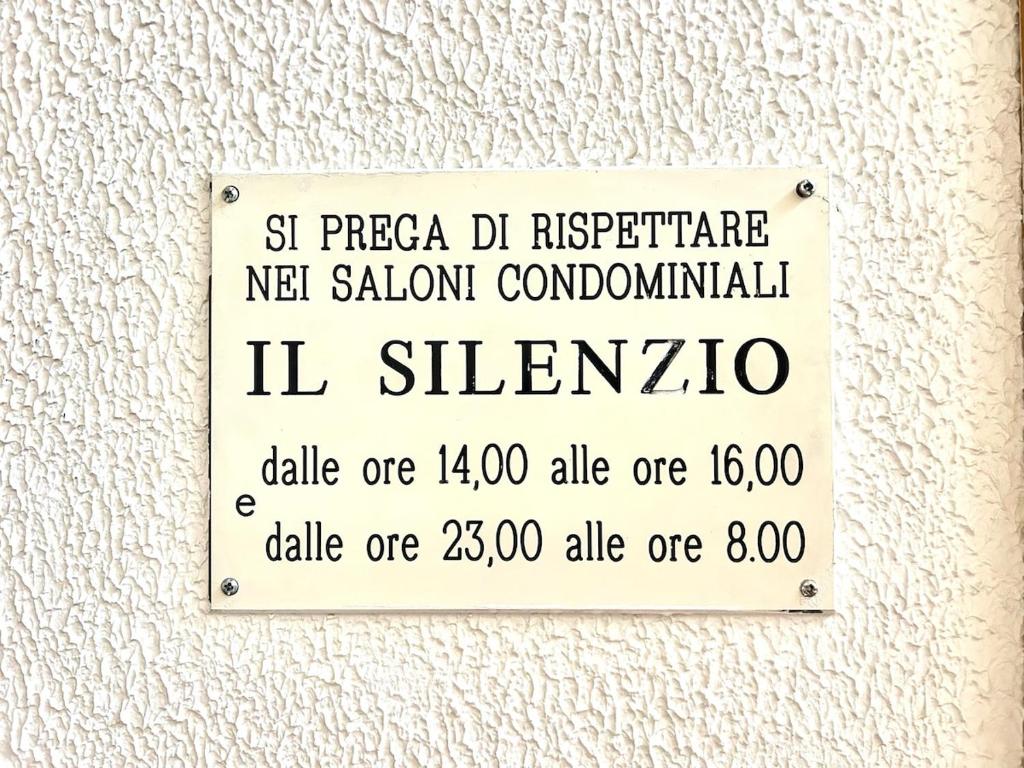 SI PREGA DI RISPETTARE
NEI SALONI CONDOMINIALI
IL SILENZIO
dalle ore 14,00 alle ore 16,00
e
dalle ore 23,00 alle ore 8.00